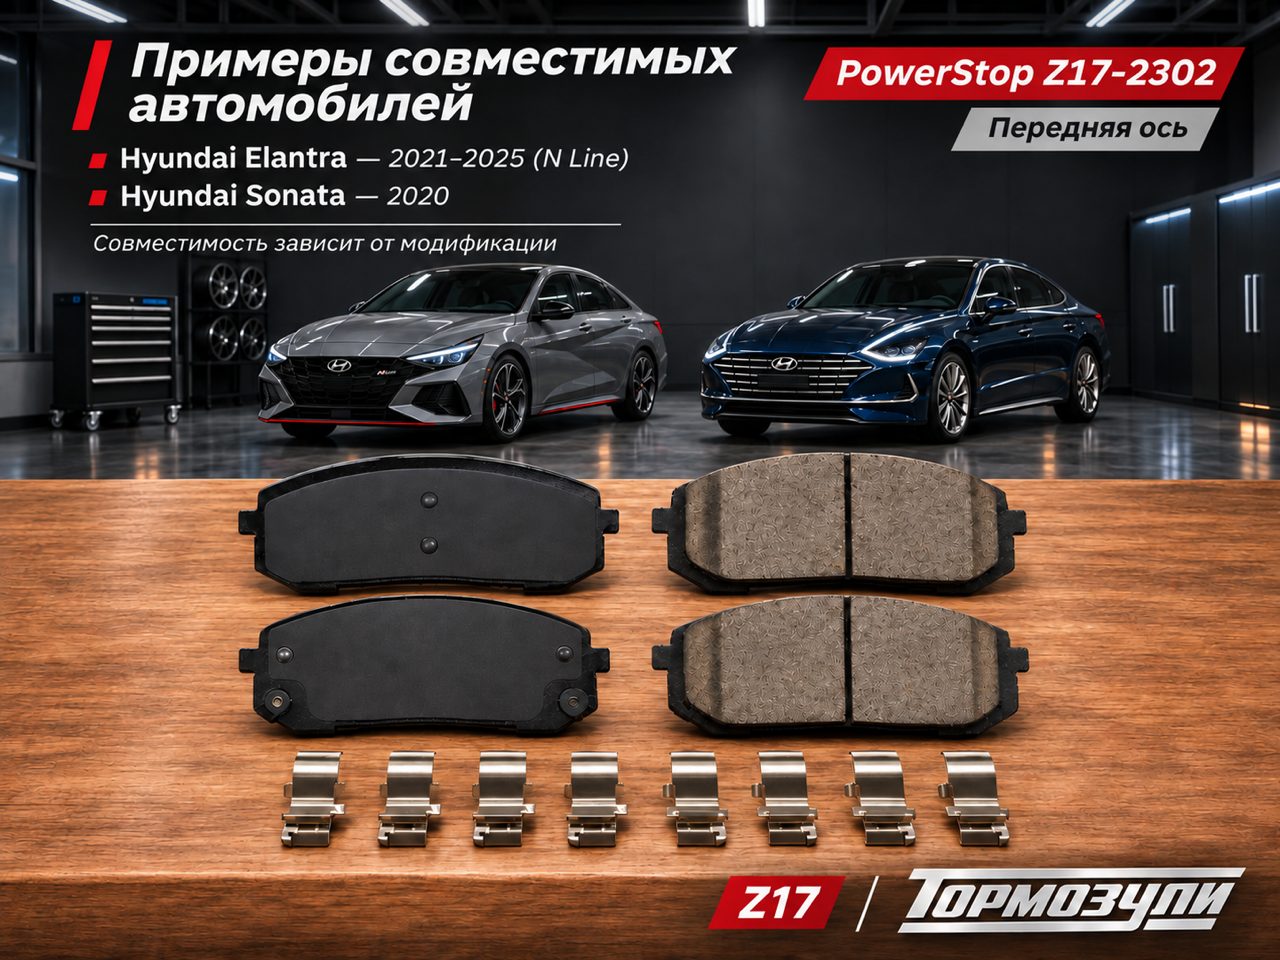 Примеры совместимых
автомобилей
Hyundai Elantra — 2021–2025 (N Line)
Hyundai Sonata — 2020
Совместимость зависит от модификации
PowerStop Z17-2302
Передняя ось
Z17 / ТОРМОЗУЛИ